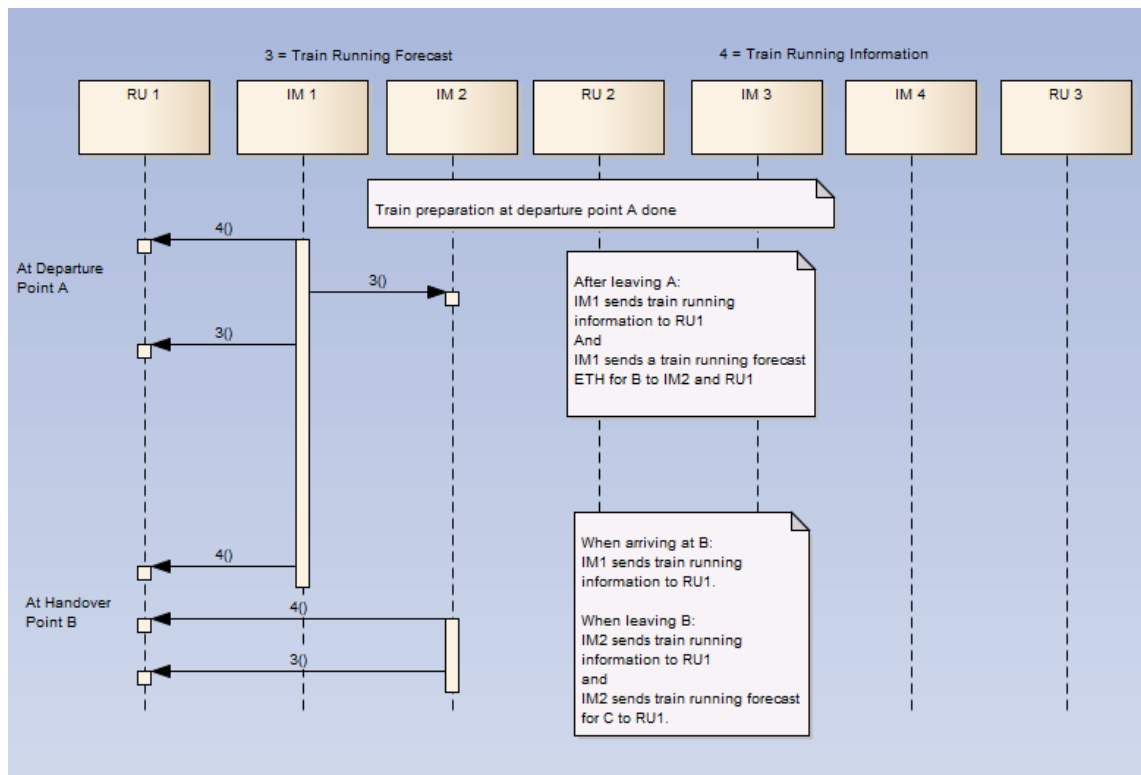 3 = Train Running Forecast
4 = Train Running Information
RU 1
IM 1
IM 2
RU 2
IM 3
IM 4
RU 3
Train preparation at departure point A done
4()
At Departure
Point A
3()
3()
After leaving A:
IM1 sends train running
information to RU1
And
IM1 sends a train running forecast
ETH for B to IM2 and RU1
4()
At Handover
Point B
4()
3()
When arriving at B:
IM1 sends train running
information to RU1.
When leaving B:
IM2 sends train running
information to RU1
and
IM2 sends train running forecast
for C to RU1.